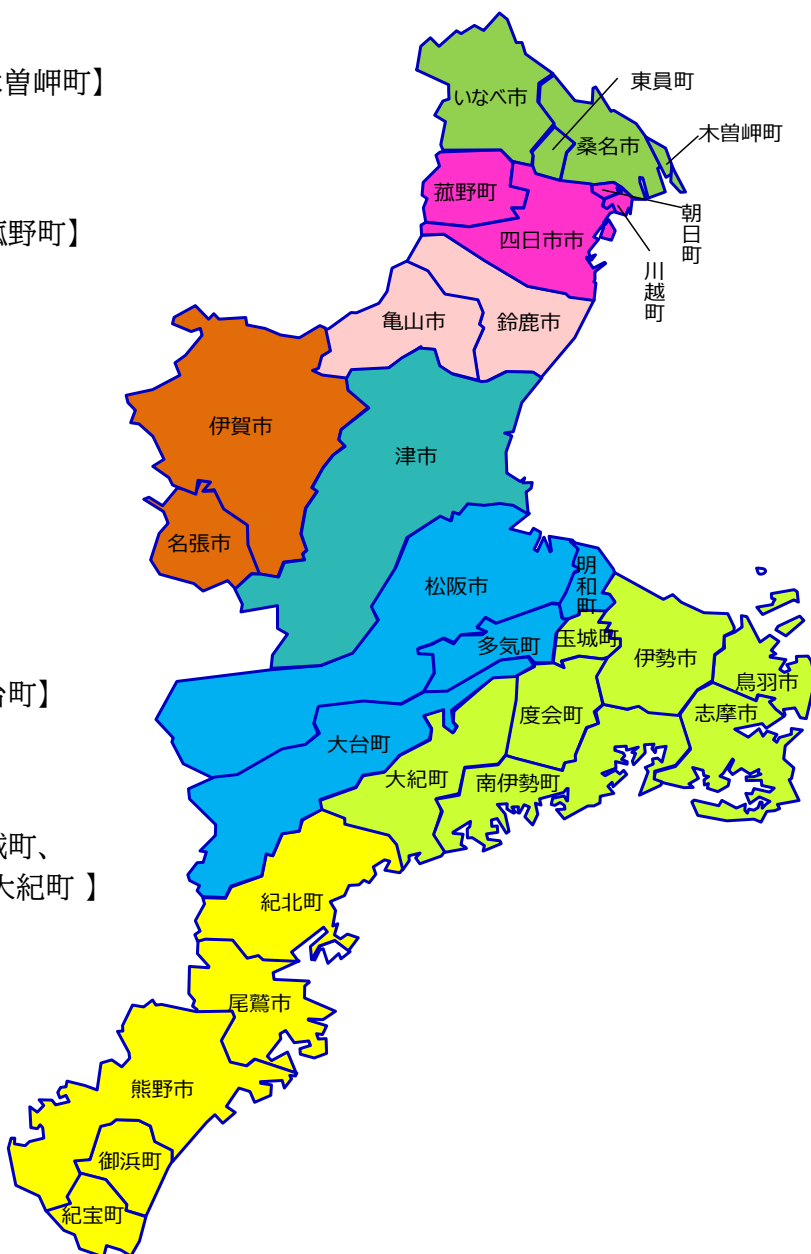 曽岬町】
野町】
台町】
町、
大紀町 】
いなべ市
東員町
桑名市
木曽岬町
菰野町
四日市市
朝日町
川越町
亀山市
鈴鹿市
伊賀市
津市
名張市
松阪市
明和町
多気町
玉城町
伊勢市
鳥羽市
志摩市
度会町
大台町
大紀町
南伊勢町
紀北町
尾鷲市
熊野市
御浜町
紀宝町